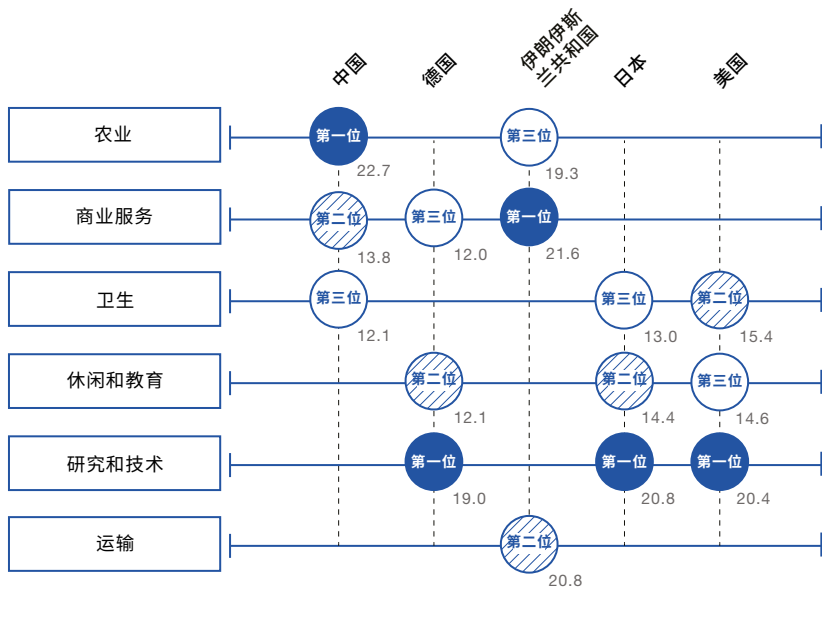 中国
德国
伊朗伊斯
兰共和国
日本
美国
农业
第一位
22.7
第三位
19.3
商业服务
第二位
13.8
第三位
12.0
第一位
21.6
卫生
第三位
12.1
第三位
13.0
第二位
15.4
休闲和教育
第二位
12.1
第二位
14.4
第三位
14.6
研究和技术
第一位
19.0
第一位
20.8
第一位
20.4
运输
第二位
20.8